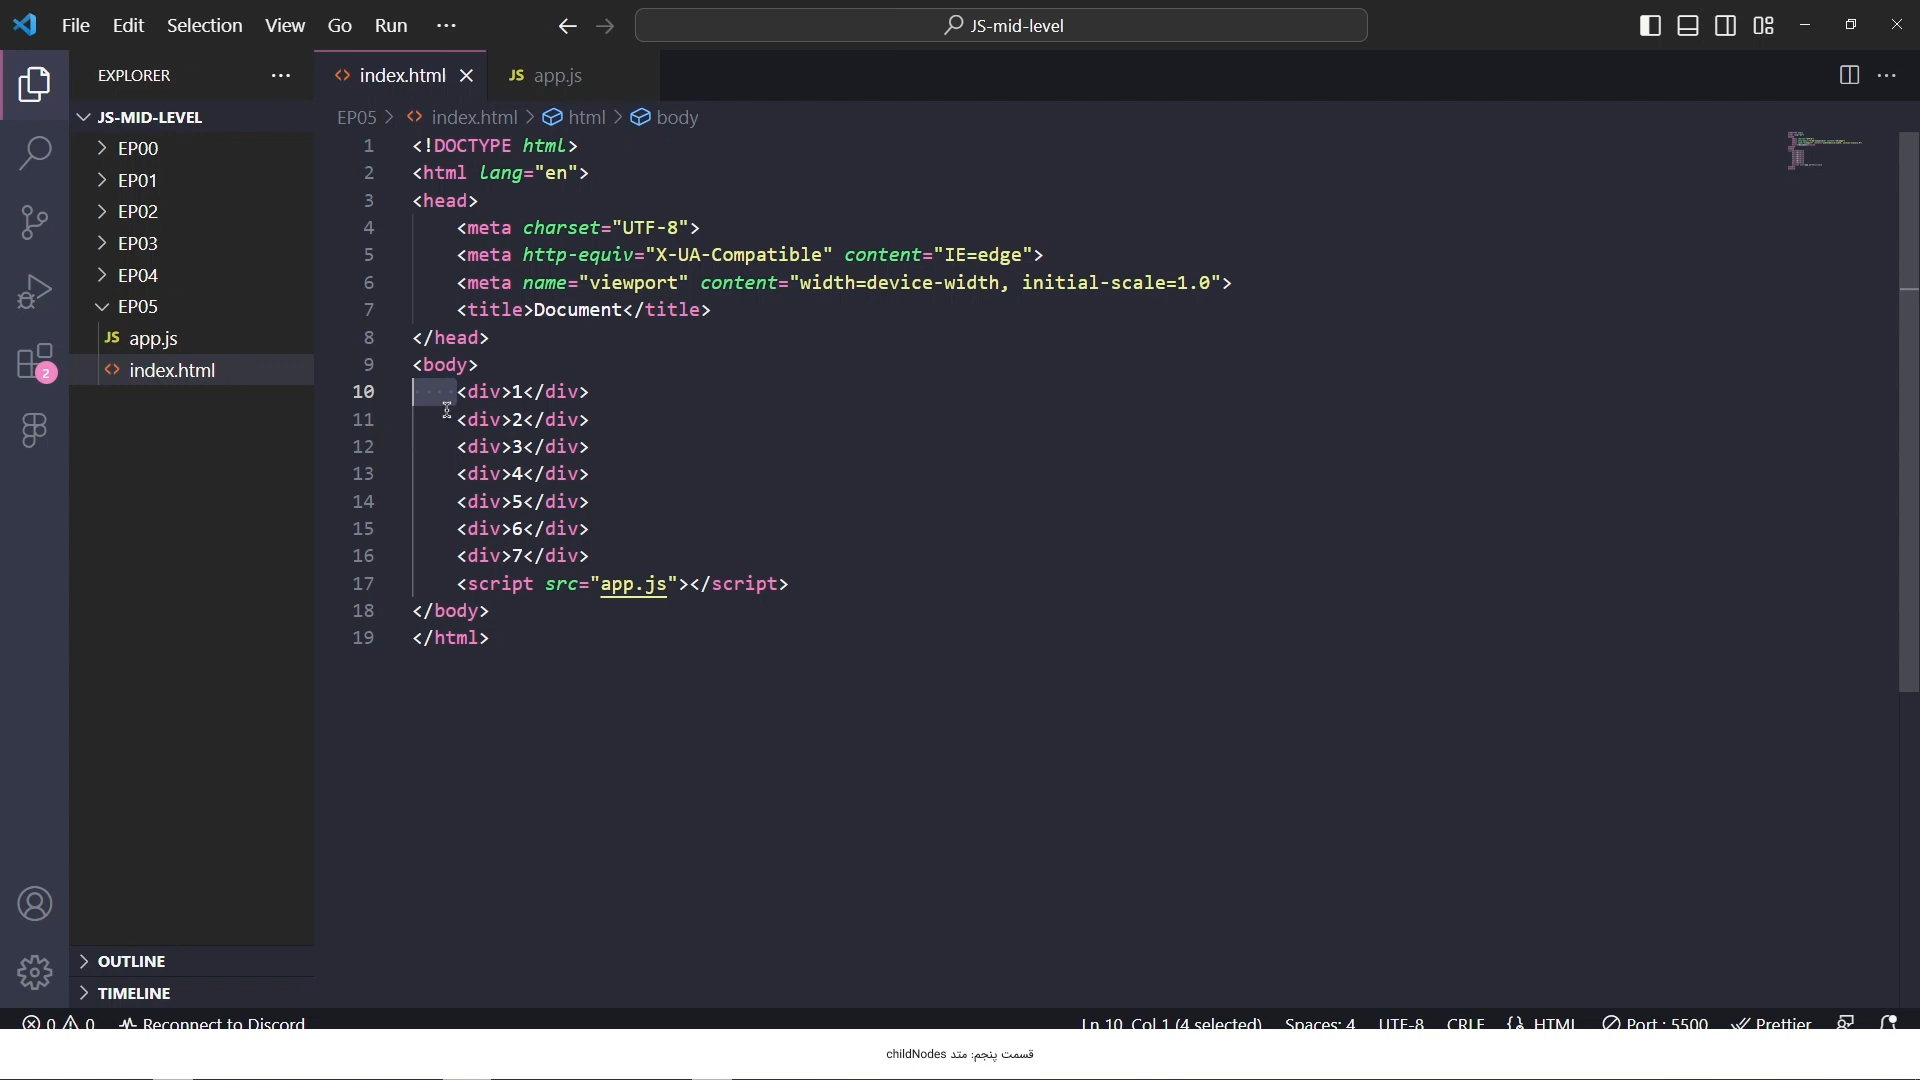 File Edit Selection View Go Run ... JS-mid-level
EXPLORER ... index.html JS app.js ...
JS-MID-LEVEL
EP05 > index.html > html > body
EP00
EP01
EP02
EP03
EP04
EP05
JS app.js
index.html
1 <!DOCTYPE html>
2 <html lang="en">
3 <head>
4 <meta charset="UTF-8">
5 <meta http-equiv="X-UA-Compatible" content="IE=edge">
6 <meta name="viewport" content="width=device-width, initial-scale=1.0">
7 <title>Document</title>
8 </head>
9 <body>
10 ····<div>1</div>
11 <div>2</div>
12 <div>3</div>
13 <div>4</div>
14 <div>5</div>
15 <div>6</div>
16 <div>7</div>
17 <script src="app.js"></script>
18 </body>
19 </html>
2
OUTLINE
TIMELINE
0 0 Reconnect to Discord Ln 10, Col 1 (4 selected) Spaces: 4 UTF-8 CRLF {} HTML Port : 5500 Prettier
قسمت پنجم: متد childNodes